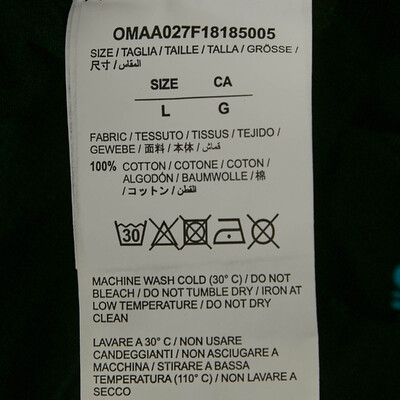 OMAA027F18185005
SIZE / TAGLIA / TAILLE / TALLA / GRÖSSE /
尺寸 / المقاس /
SIZE CA
L G
FABRIC / TESSUTO / TISSUS / TEJIDO /
GEWEBE / 面料 / 本体 / قماش /
100% COTTON / COTONE / COTON /
ALGODÓN / BAUMWOLLE / 棉
/ コットン / القطن /
30
MACHINE WASH COLD (30° C) / DO NOT
BLEACH / DO NOT TUMBLE DRY / IRON AT
LOW TEMPERATURE / DO NOT DRY
CLEAN
LAVARE A 30° / NON USARE
CANDEGGIANTI / NON ASCIUGARE A
MACCHINA / STIRARE A BASSA
TEMPERATURA (110° C) / NON LAVARE A
SECCO